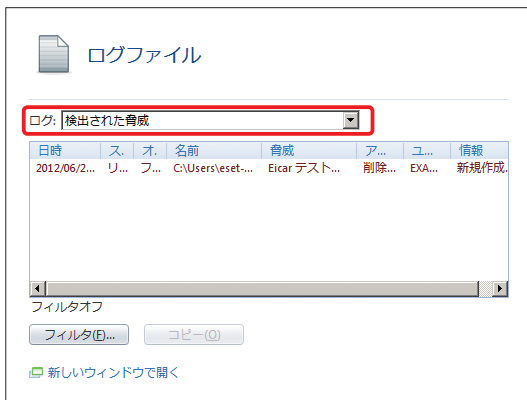 ログファイル
ログ: 検出された脅威
日時 ス. オ. 名前 脅威 ア... ユ... 情報
2012/06/2... リ... フ... C:\Users\eset-... Eicar テスト... 削除... EXA... 新規作成.
フィルタオフ
フィルタ(F)... コピー(O)
新しいウィンドウで開く